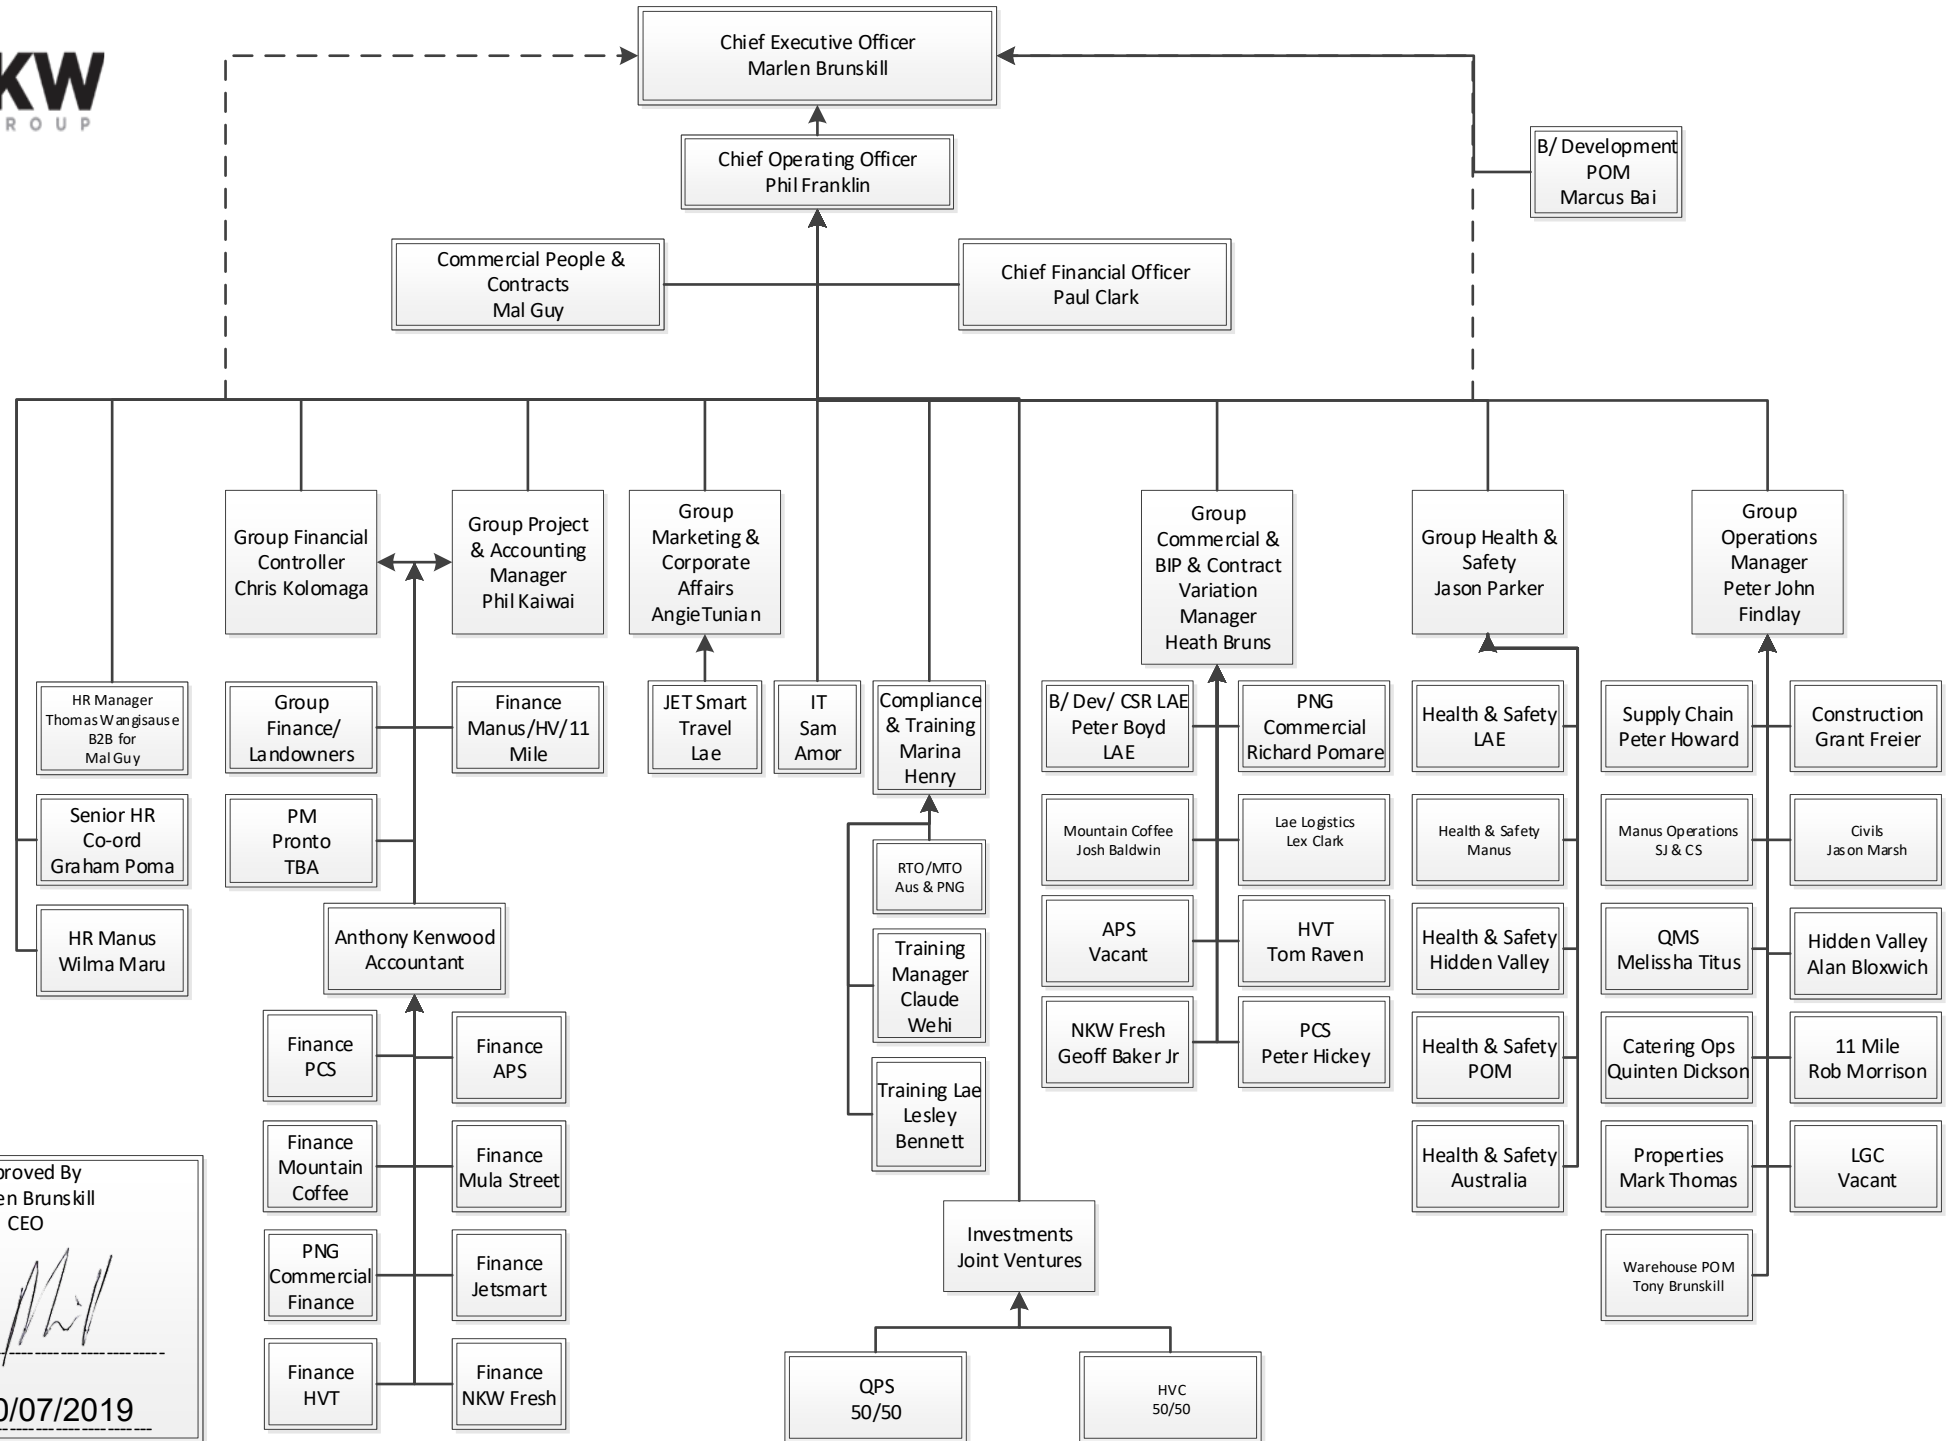 KW
ROUP
Chief Executive Officer
Marlen Brunskill
Chief Operating Officer
Phil Franklin
B/ Development
POM
Marcus Bai
Commercial People &
Contracts
Mal Guy
Chief Financial Officer
Paul Clark
Group Financial
Controller
Chris Kolomaga
Group Project
& Accounting
Manager
Phil Kaiwai
Group
Marketing &
Corporate
Affairs
AngieTunian
Group
Commercial &
BIP & Contract
Variation
Manager
Heath Bruns
Group Health &
Safety
Jason Parker
Group
Operations
Manager
Peter John
Findlay
HR Manager
Thomas Wangisause
B2B for
Mal Guy
Group
Finance/
Landowners
Finance
Manus/HV/11
Mile
JET Smart
Travel
Lae
IT
Sam
Amor
Compliance
& Training
Marina
Henry
B/ Dev/ CSR LAE
Peter Boyd
LAE
PNG
Commercial
Richard Pomare
Health & Safety
LAE
Supply Chain
Peter Howard
Construction
Grant Freier
Senior HR
Co-ord
Graham Poma
PM
Pronto
TBA
RTO/MTO
Aus & PNG
Mountain Coffee
Josh Baldwin
Lae Logistics
Lex Clark
Health & Safety
Manus
Manus Operations
SJ & CS
Civils
Jason Marsh
HR Manus
Wilma Maru
Anthony Kenwood
Accountant
Training
Manager
Claude
Wehi
APS
Vacant
HVT
Tom Raven
Health & Safety
Hidden Valley
QMS
Melissha Titus
Hidden Valley
Alan Bloxwich
Finance
PCS
Finance
APS
Training Lae
Lesley
Bennett
NKW Fresh
Geoff Baker Jr
PCS
Peter Hickey
Health & Safety
POM
Catering Ops
Quinten Dickson
11 Mile
Rob Morrison
Finance
Mountain
Coffee
Finance
Mula Street
Health & Safety
Australia
Properties
Mark Thomas
LGC
Vacant
PNG
Commercial
Finance
Finance
Jetsmart
Investments
Joint Ventures
Warehouse POM
Tony Brunskill
Finance
HVT
Finance
NKW Fresh
QPS
50/50
HVC
50/50
proved By
en Brunskill
CEO
0/07/2019